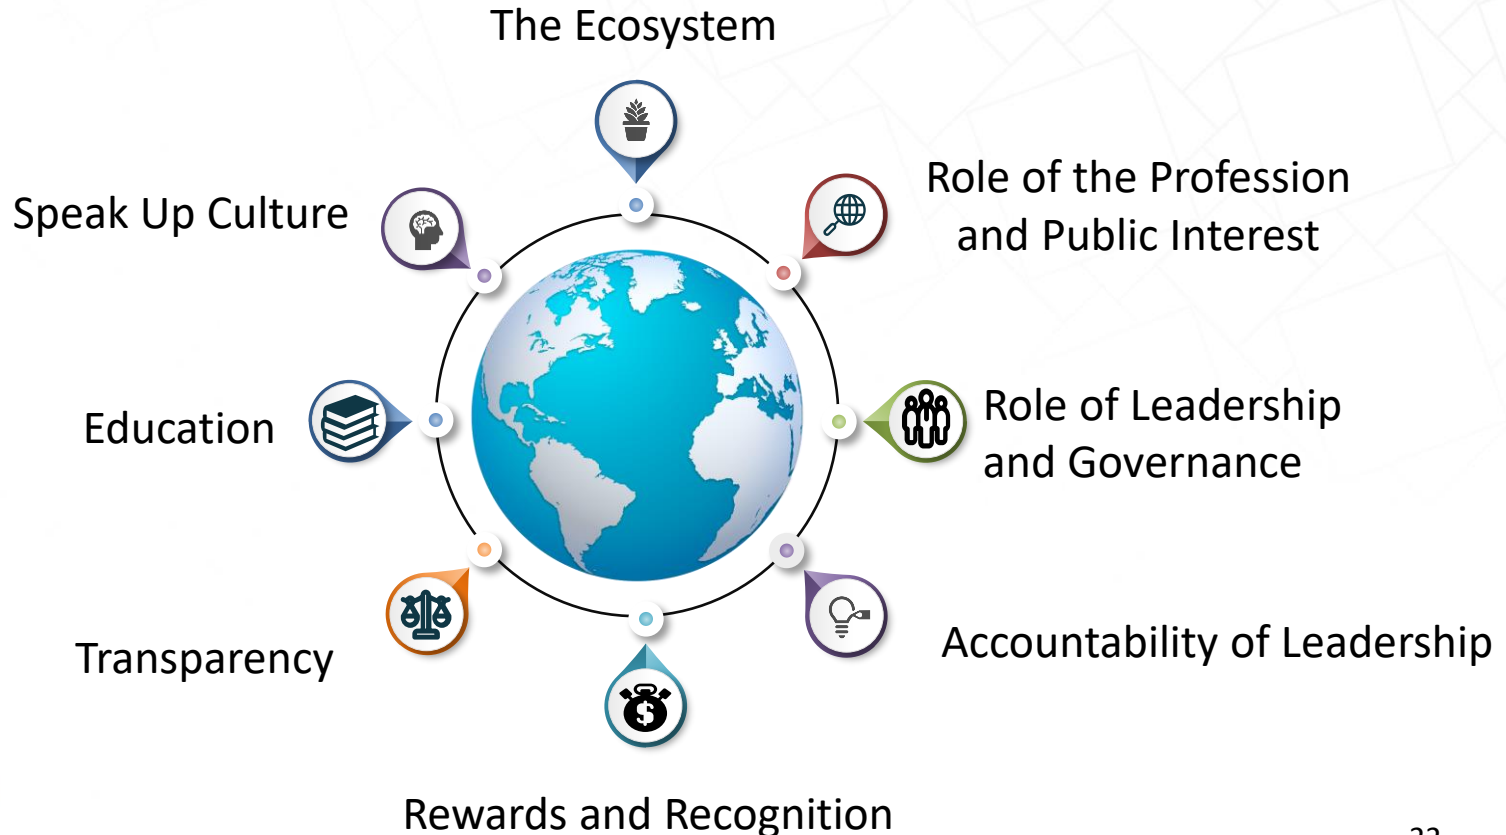 The Ecosystem
Role of the Profession
and Public Interest
Speak Up Culture
Role of Leadership
and Governance
Education
Accountability of Leadership
Transparency
$
Rewards and Recognition